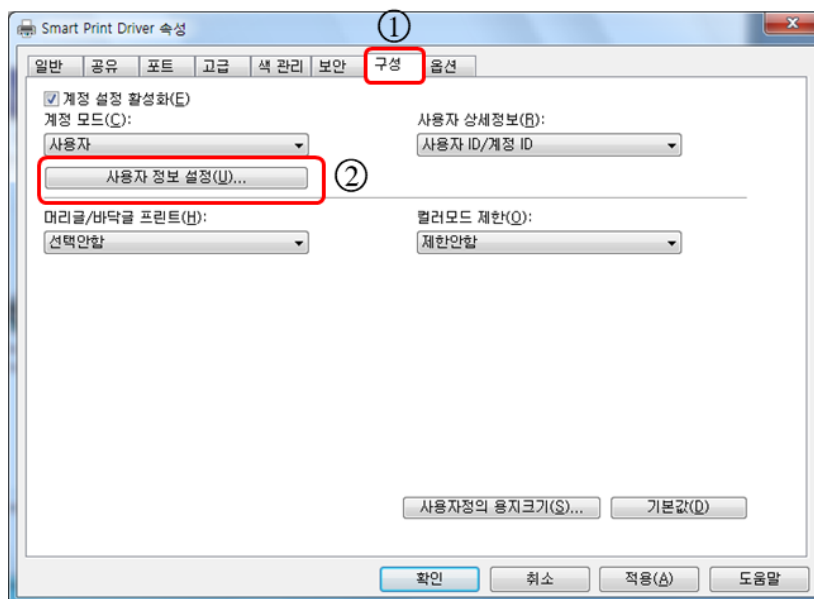 Smart Print Driver 속성
①
일반 공유 포트 고급 색 관리 보안 구성 옵션
계정 설정 활성화(E)
계정 모드(C): 사용자 상세정보(R):
사용자 사용자 ID/계정 ID
사용자 정보 설정(U)... ②
머리글/바닥글 프린트(H): 컬러모드 제한(O):
선택안함 제한안함
사용자정의 용지크기(S)... 기본값(D)
확인 취소 적용(A) 도움말